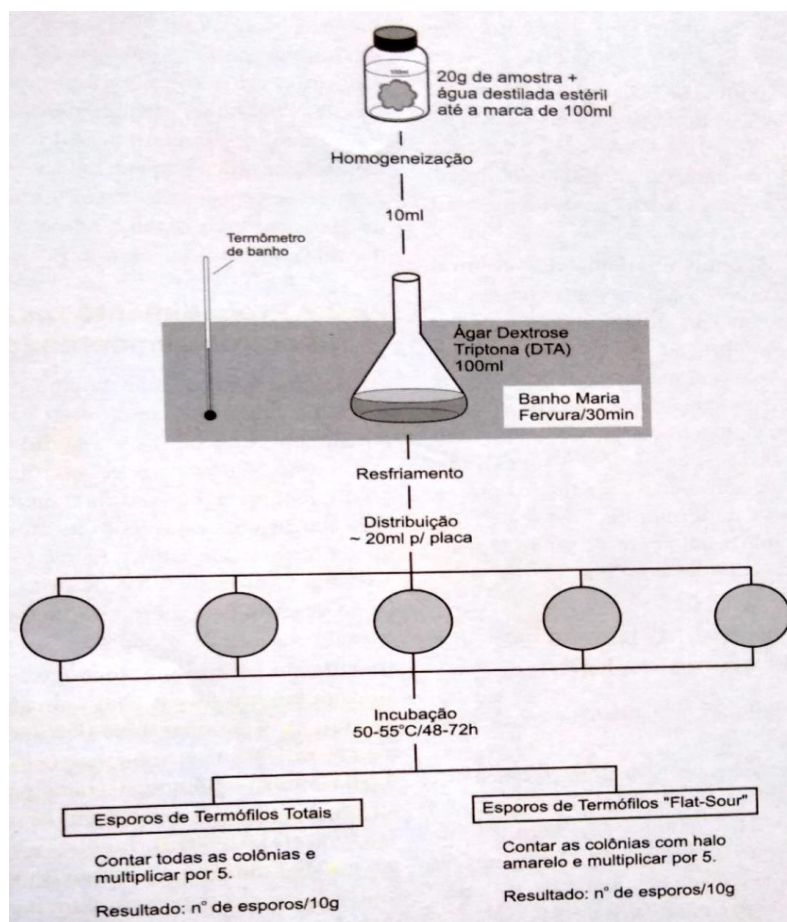 100ml
20g de amostra +
água destilada estéril
até a marca de 100ml
Homogeneização
10ml
Termômetro
de banho
Ágar Dextrose
Triptona (DTA)
100ml
Banho Maria
Fervura/30min
Resfriamento
Distribuição
~ 20ml p/ placa
Incubação
50-55°C/48-72h
Esporos de Termófilos Totais
Contar todas as colônias e
multiplicar por 5.
Resultado: n° de esporos/10g
Esporos de Termófilos "Flat-Sour"
Contar as colônias com halo
amarelo e multiplicar por 5.
Resultado: n° de esporos/10g